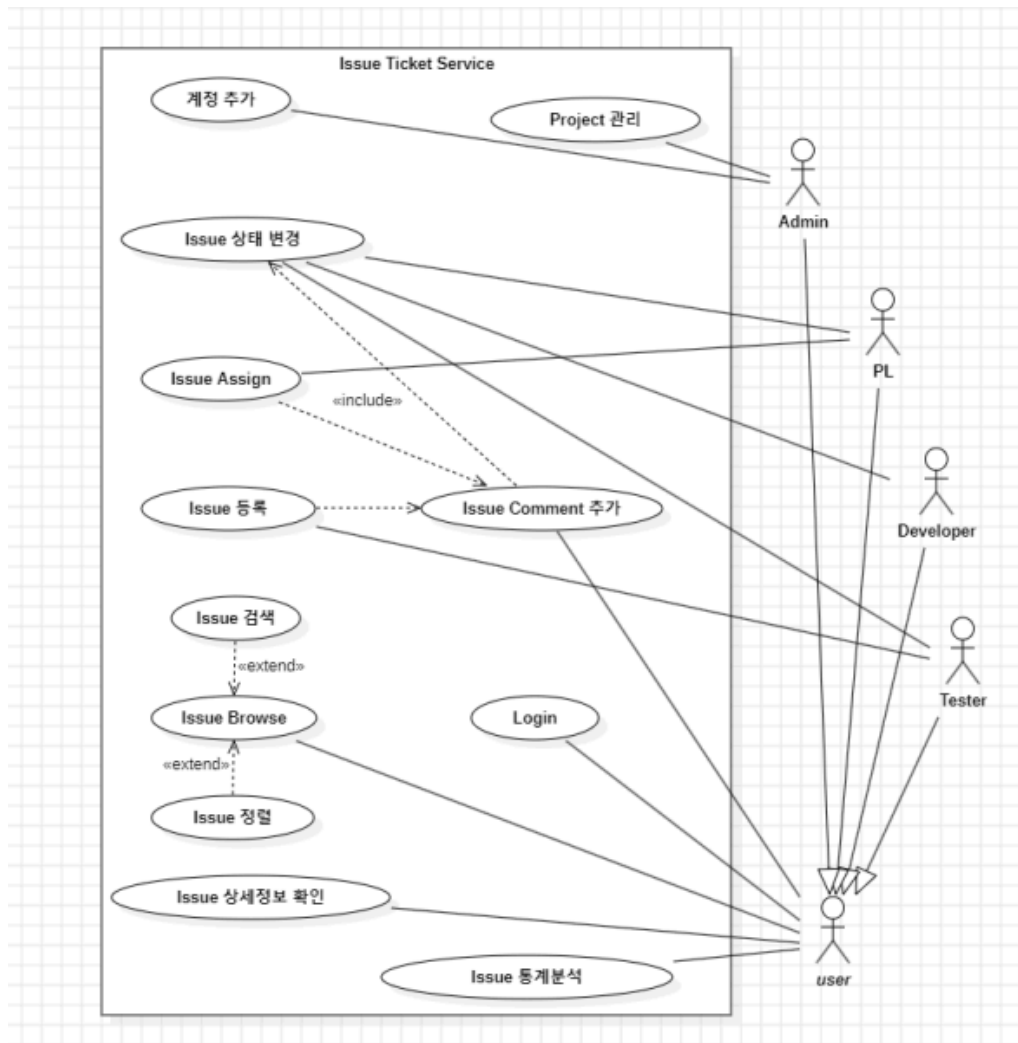 Issue Ticket Service
계정 추가
Project 관리
Admin
Issue 상태 변경
PL
Issue Assign
«include»
Developer
Issue 등록
Issue Comment 추가
Issue 검색
«extend»
Tester
Issue Browse
Login
«extend»
Issue 정렬
Issue 상세정보 확인
Issue 통계분석
user